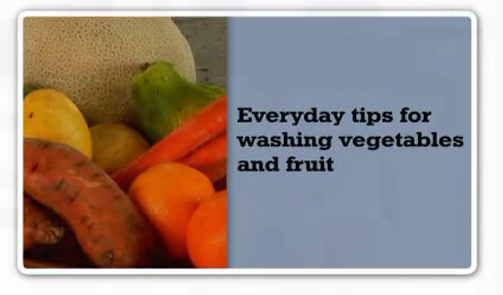 Everyday tips for
washing vegetables
and fruit